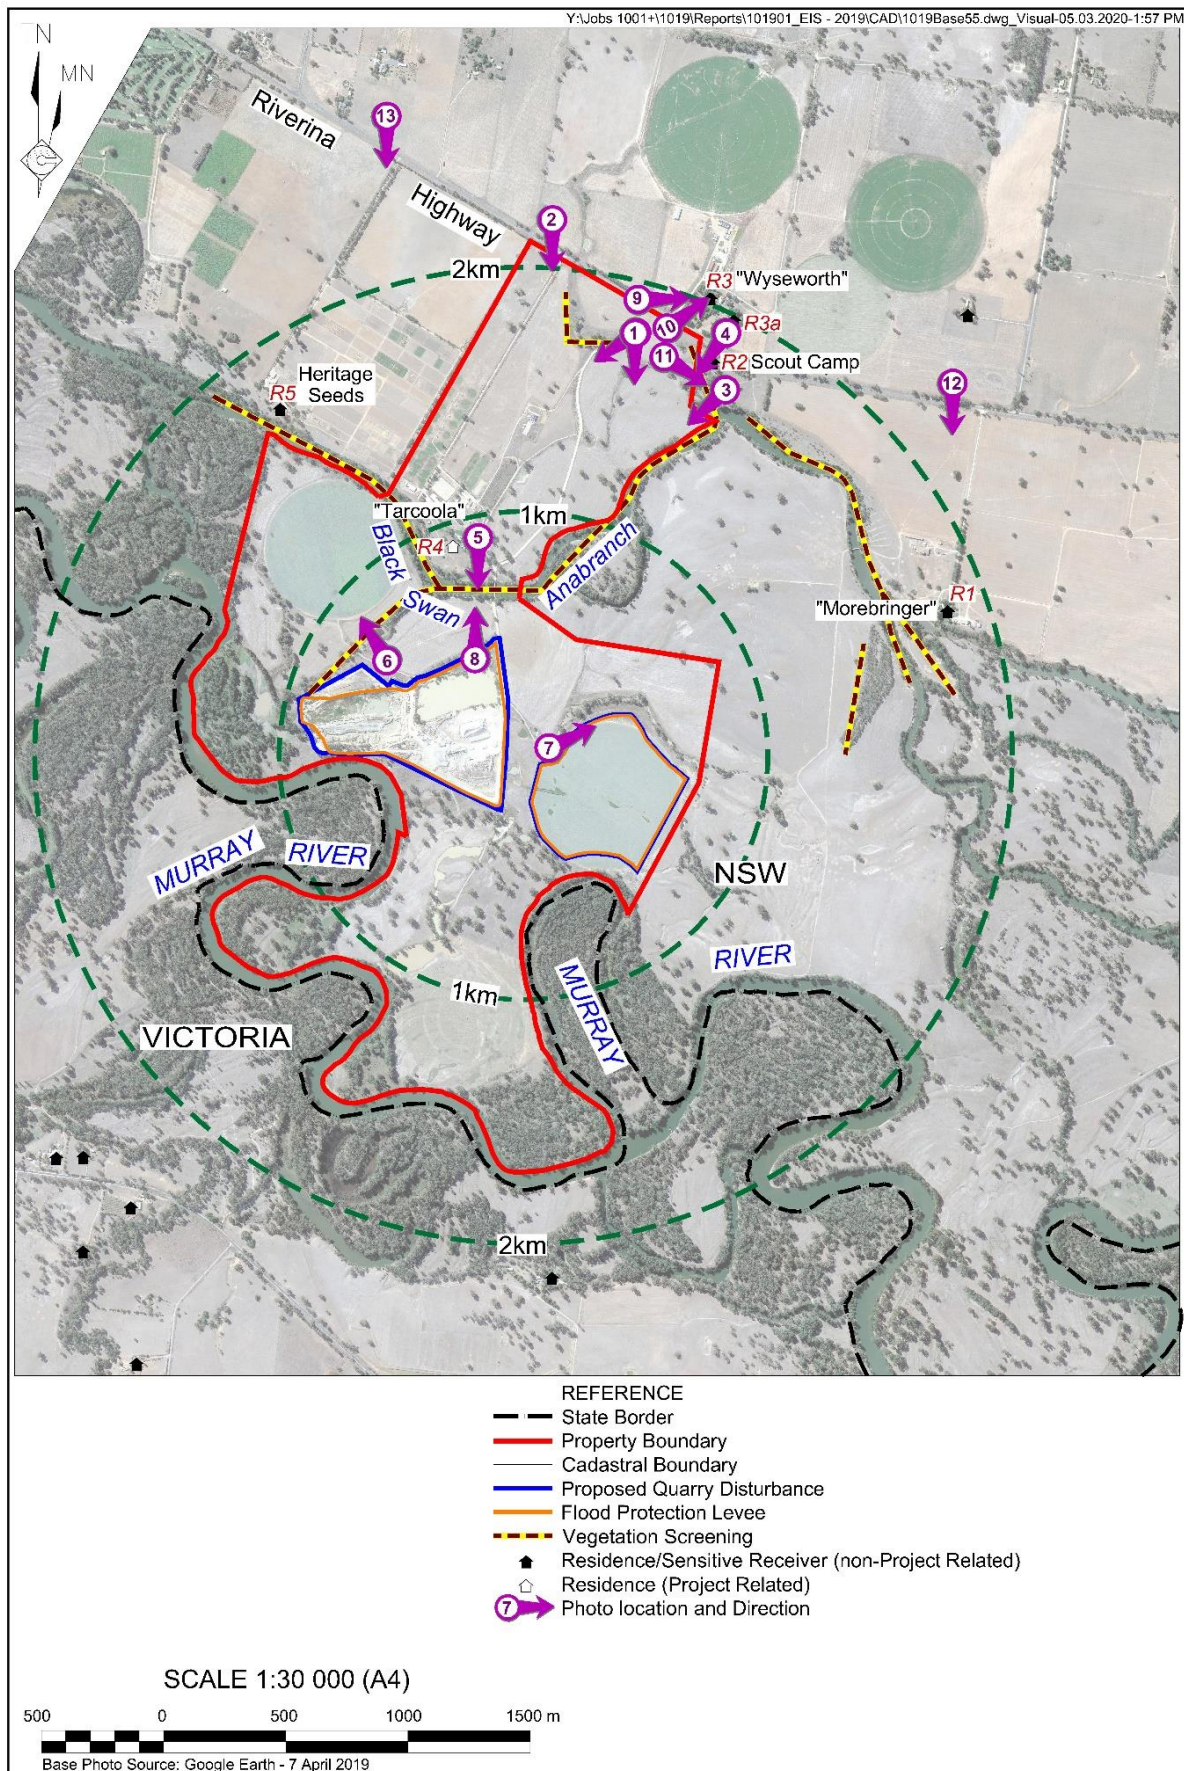 Y:\Jobs 1001+\1019\Reports\101901_EIS - 2019\CAD\1019Base55.dwg_Visual-05.03.2020-1:57 PM
TN
MN
13
Riverina
Highway
2
2km
9
R3 "Wyseworth"
10
R3a
1
4
11
R2 Scout Camp
3
12
Heritage
Seeds
R5
"Tarcoola"
1km
R4
5
Black
Swan
Anabranch
R1
"Morebringer"
6
8
7
MURRAY
RIVER
NSW
RIVER
MURRAY
1km
VICTORIA
2km
REFERENCE
State Border
Property Boundary
Cadastral Boundary
Proposed Quarry Disturbance
Flood Protection Levee
Vegetation Screening
Residence/Sensitive Receiver (non-Project Related)
Residence (Project Related)
7 Photo location and Direction
SCALE 1:30 000 (A4)
500 0 500 1000 1500 m
Base Photo Source: Google Earth - 7 April 2019